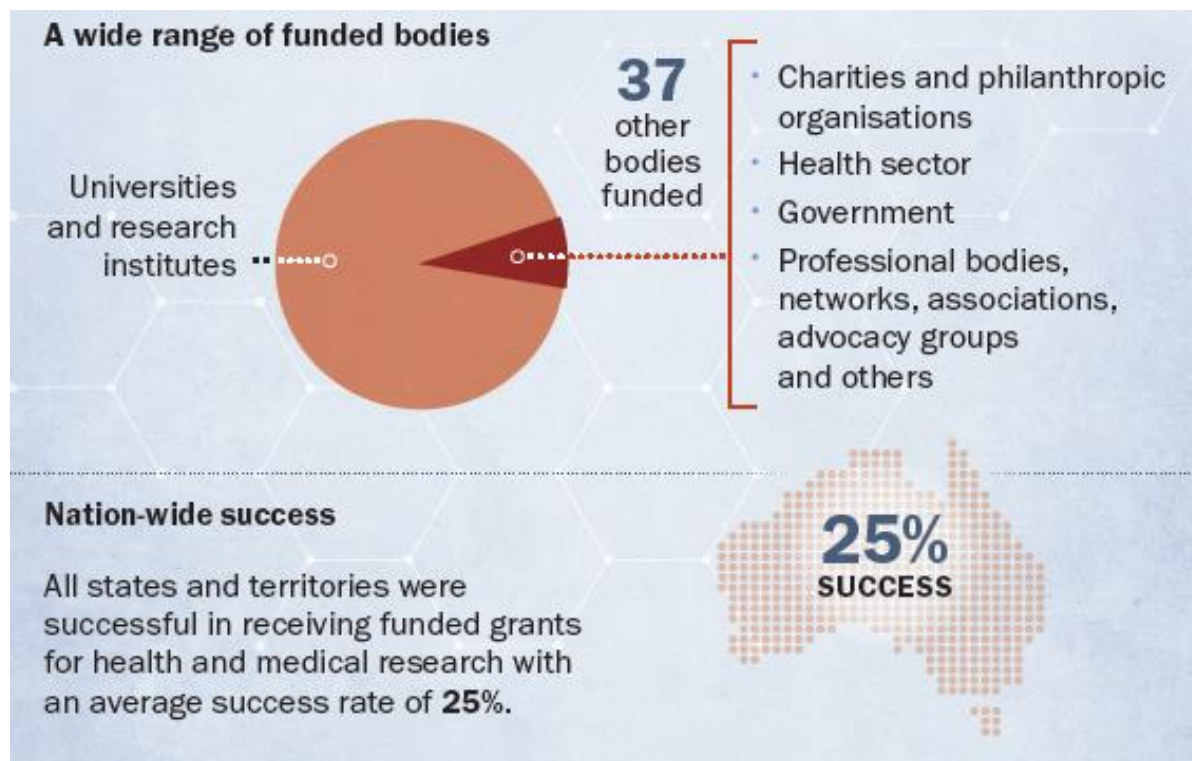 A wide range of funded bodies
Universities
and research
institutes
37
other
bodies
funded
• Charities and philanthropic
organisations
• Health sector
• Government
• Professional bodies,
networks, associations,
advocacy groups
and others
Nation-wide success
All states and territories were
successful in receiving funded grants
for health and medical research with
an average success rate of 25%.
25%
SUCCESS